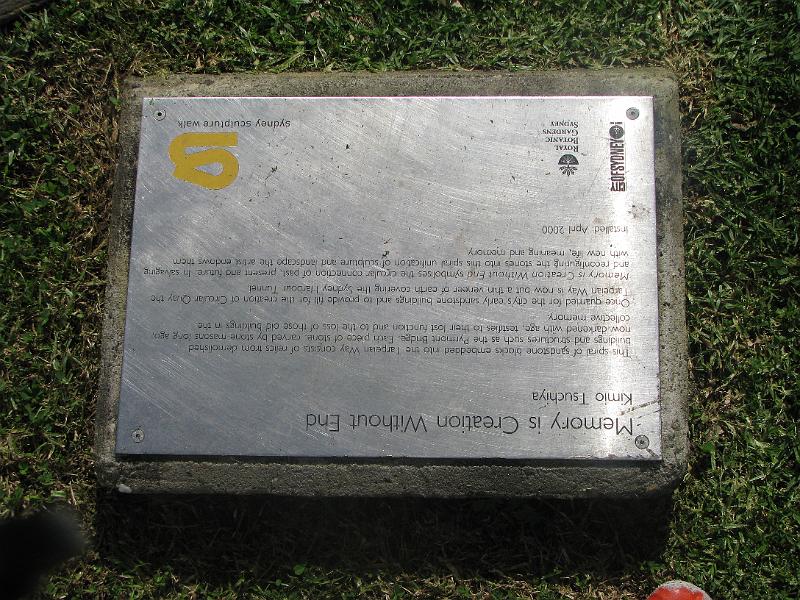 Memory is Creation Without End
Kimio Tsuchiya
This spiral of sandstone blocks embedded into the Tarpeian Way consists of relics from demolished
buildings and structures such as the Pyrmont Bridge. Each piece of stone, carved by stone masons long ago,
now darkened with age, testifies to their lost function and to the loss of those old buildings in the
collective memory.
Once quarried for the city's early sandstone buildings and to provide fill for the creation of Circular Quay the
Tarpeian Way is now but a thin veneer of earth covering the Sydney Harbour Tunnel.
Memory is Creation Without End symbolises the circular connection of past, present and future. In salvaging
and reconfiguring the stones into this spiral unification of sculpture and landscape the artist endows them
with new life, meaning and memory.
Installed April 2000
CITY OF SYDNEY
ROYAL
BOTANIC
GARDENS
SYDNEY
sydney sculpture walk